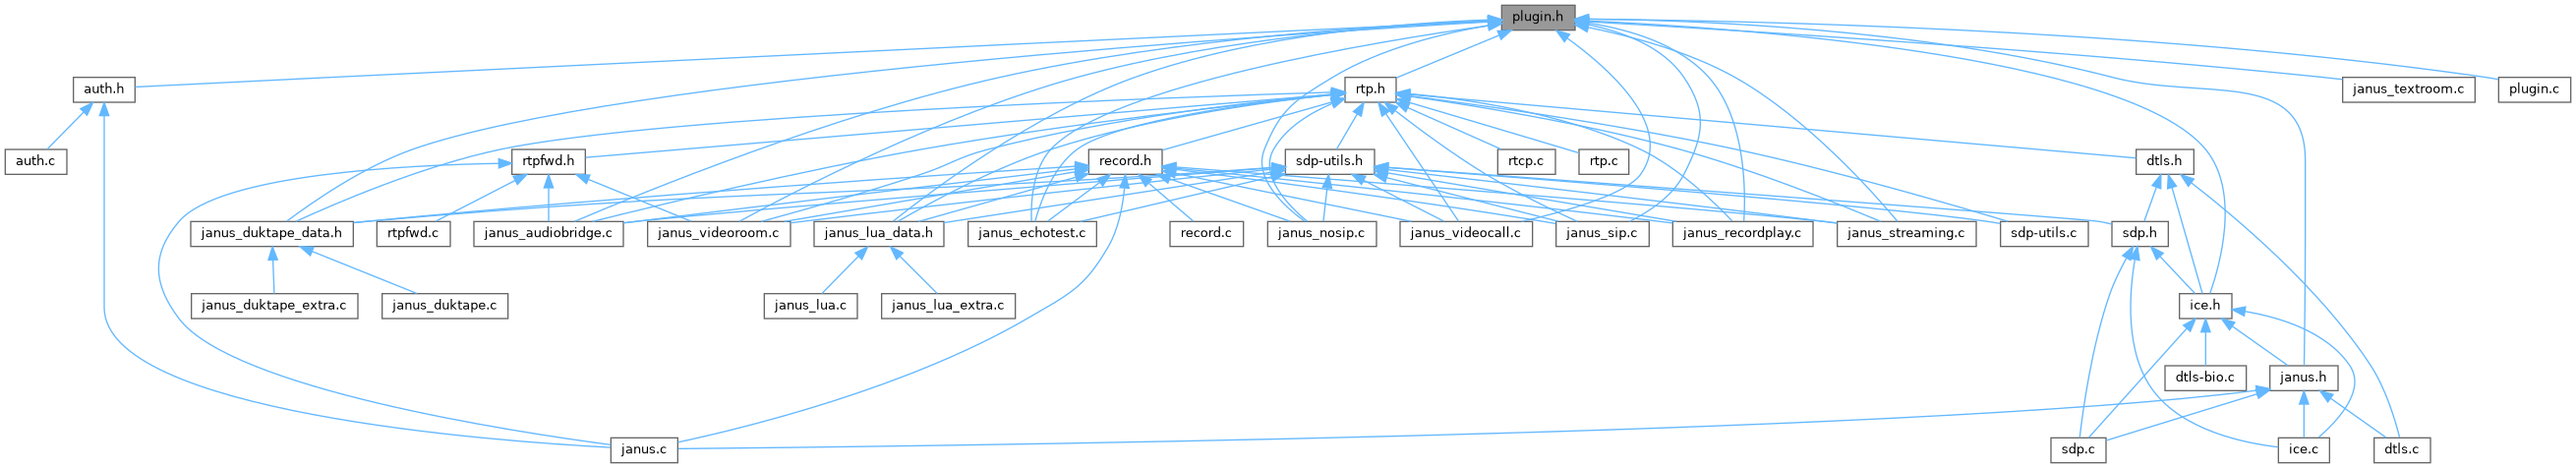 plugin.h
auth.h
rtp.h
janus_textroom.c
plugin.c
auth.c
rtpfwd.h
record.h
sdp-utils.h
rtcp.c
rtp.c
dtls.h
janus_duktape_data.h
rtpfwd.c
janus_audiobridge.c
janus_videoroom.c
janus_lua_data.h
janus_echotest.c
record.c
janus_nosip.c
janus_videocall.c
janus_sip.c
janus_recordplay.c
janus_streaming.c
sdp-utils.c
sdp.h
janus_duktape_extra.c
janus_duktape.c
janus_lua.c
janus_lua_extra.c
ice.h
dtls-bio.c
janus.h
janus.c
sdp.c
ice.c
dtls.c